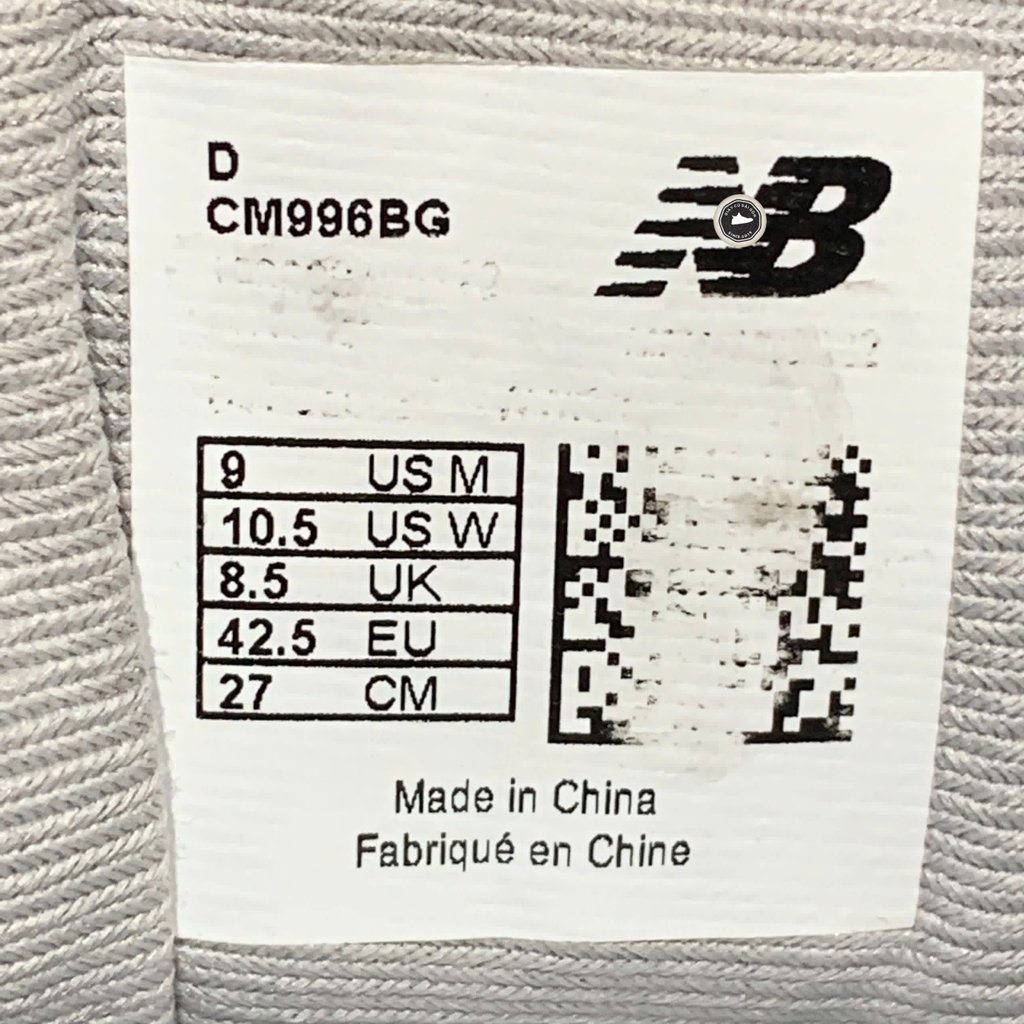 D
CM996BG
NB
9 US M
10.5 US W
8.5 UK
42.5 EU
27 CM
Made in China
Fabriqué en Chine